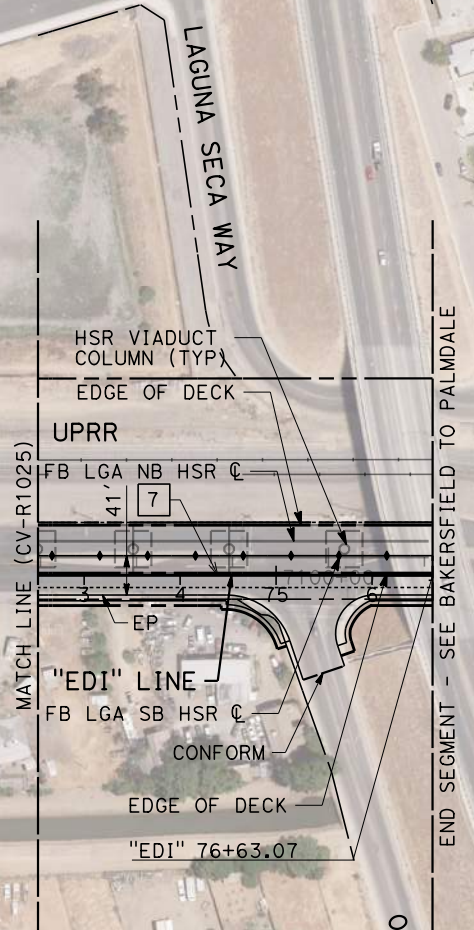 LAGUNA SECA WAY
HSR VIADUCT
COLUMN (TYP)
EDGE OF DECK
UPRR
FB LGA NB HSR ℄
41'
7
MATCH LINE (CV-R1025)
END SEGMENT - SEE BAKERSFIELD TO PALMDALE
3
4
75
6
7100+00
EP
"EDI" LINE
FB LGA SB HSR ℄
CONFORM
EDGE OF DECK
"EDI" 76+63.07
O